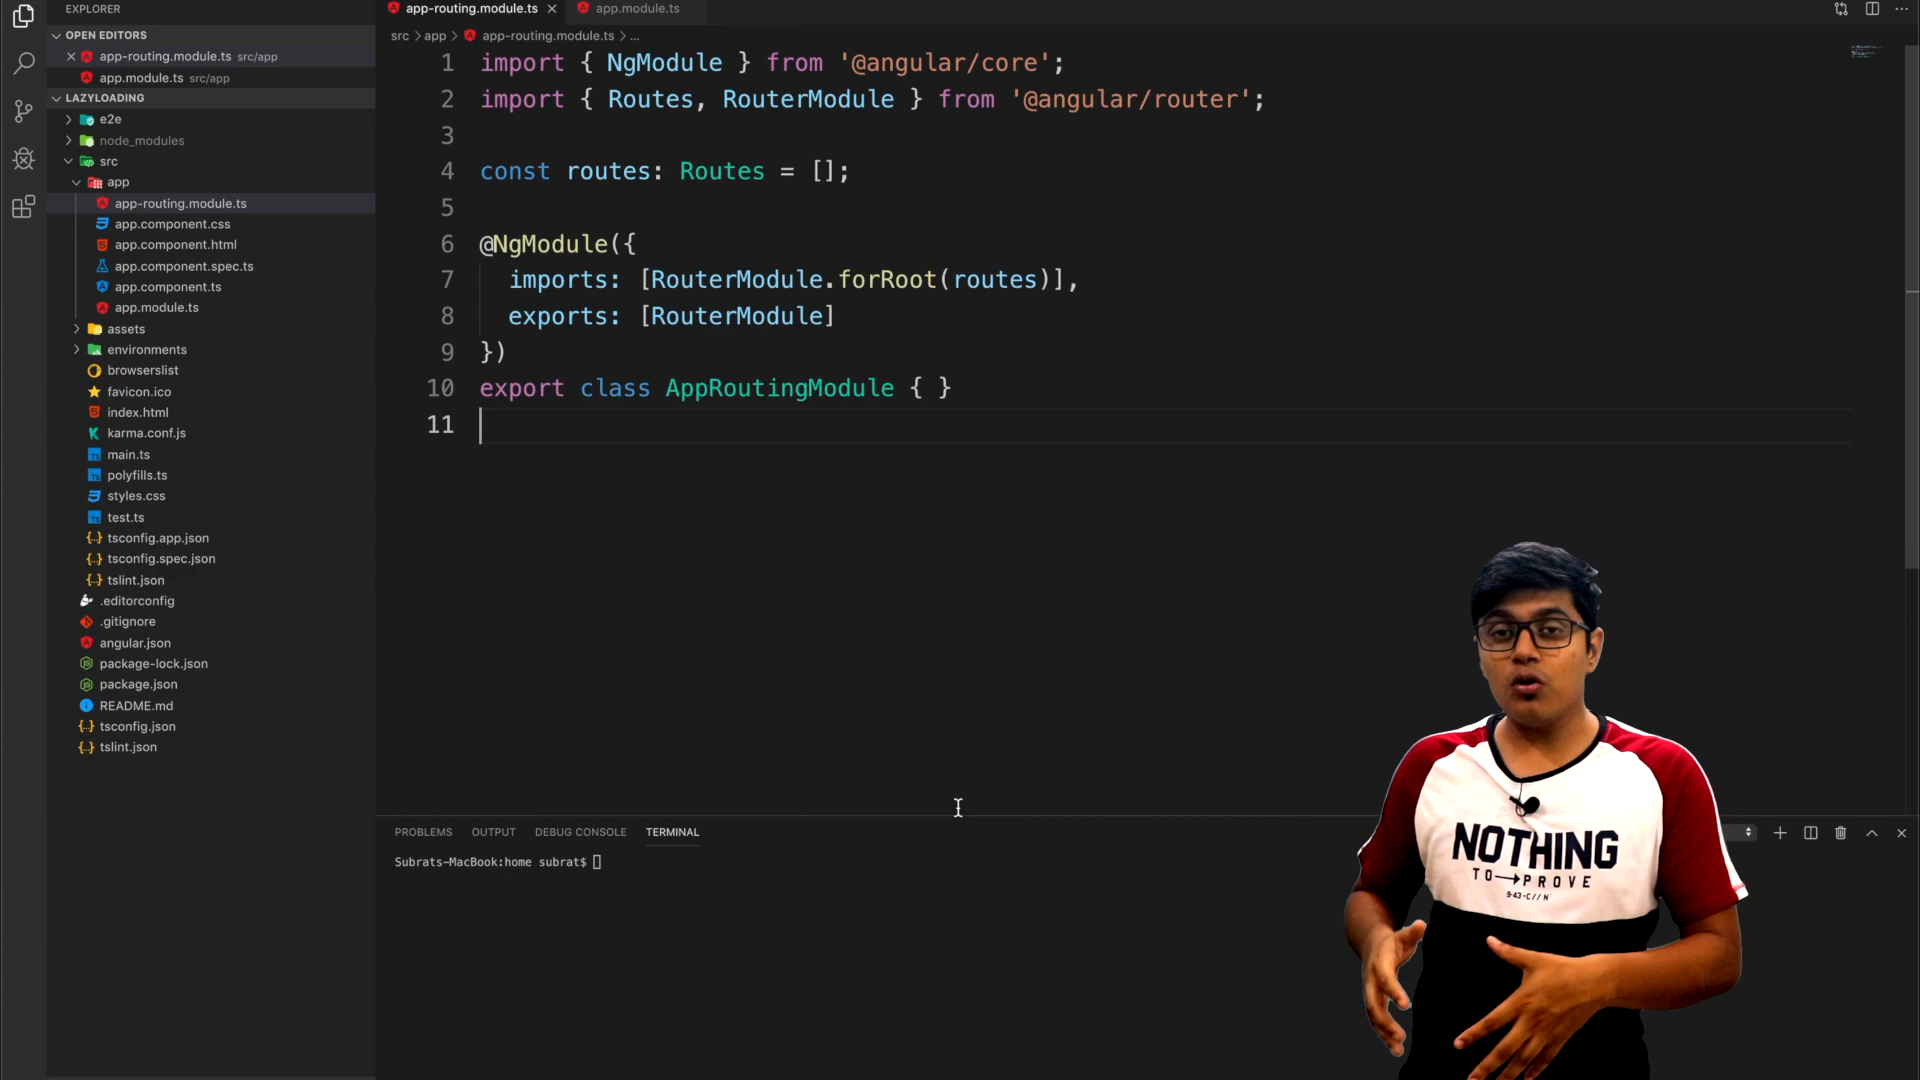 EXPLORER
OPEN EDITORS
app-routing.module.ts src/app
app.module.ts src/app
LAZYLOADING
e2e
node_modules
src
app
app-routing.module.ts
app.component.css
app.component.html
app.component.spec.ts
app.component.ts
app.module.ts
assets
environments
browserslist
favicon.ico
index.html
karma.conf.js
main.ts
polyfills.ts
styles.css
test.ts
tsconfig.app.json
tsconfig.spec.json
tslint.json
.editorconfig
.gitignore
angular.json
package-lock.json
package.json
README.md
tsconfig.json
tslint.json
app-routing.module.ts
app.module.ts
src > app > app-routing.module.ts > ...
1 import { NgModule } from '@angular/core';
2 import { Routes, RouterModule } from '@angular/router';
3
4 const routes: Routes = [];
5
6 @NgModule({
7 imports: [RouterModule.forRoot(routes)],
8 exports: [RouterModule]
9 })
10 export class AppRoutingModule { }
11
PROBLEMS OUTPUT DEBUG CONSOLE TERMINAL
Subrats-MacBook:home subrat$
NOTHING
TO PROVE